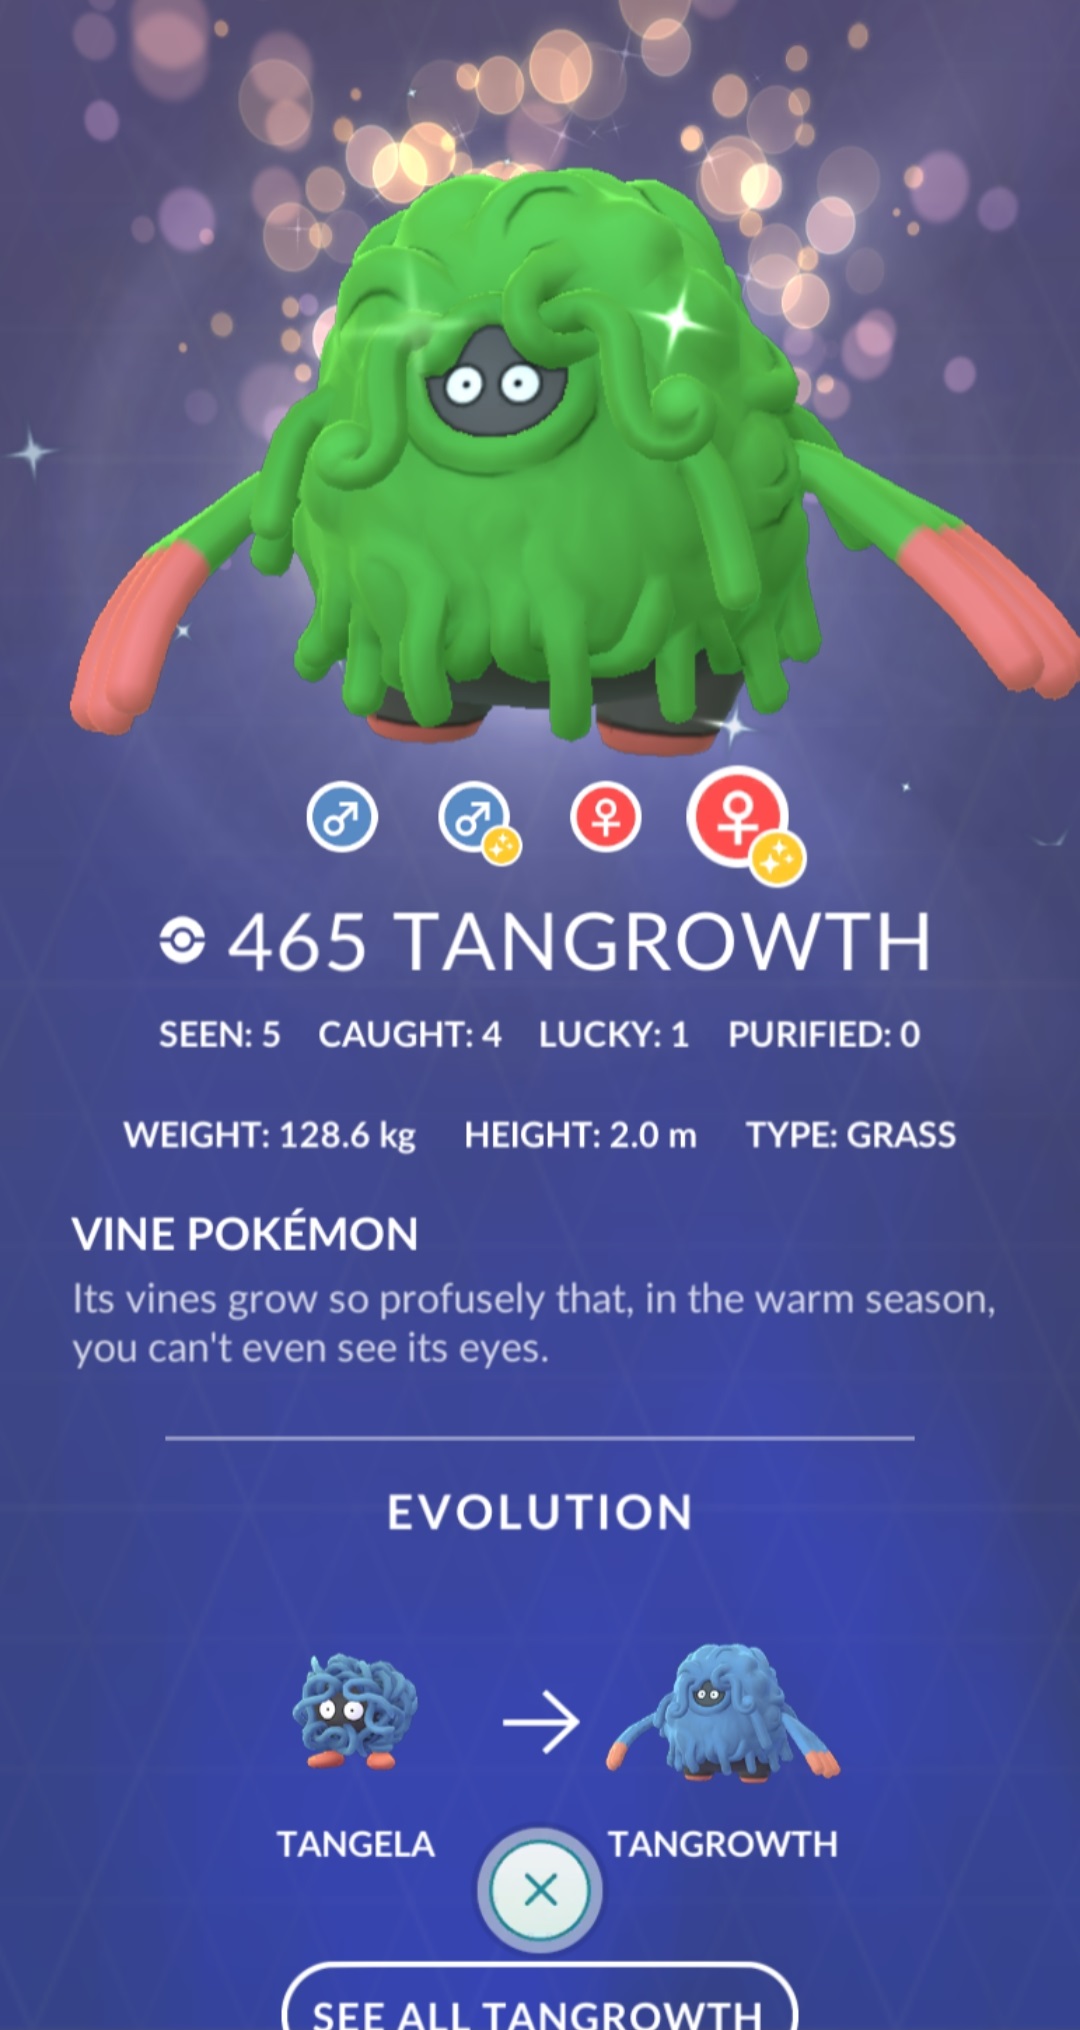 465 TANGROWTH
SEEN: 5 CAUGHT: 4 LUCKY: 1 PURIFIED: 0
WEIGHT: 128.6 kg HEIGHT: 2.0 m TYPE: GRASS
VINE POKÉMON
Its vines grow so profusely that, in the warm season,
you can't even see its eyes.
EVOLUTION
TANGELA TANGROWTH
SEE ALL TANGROWTH